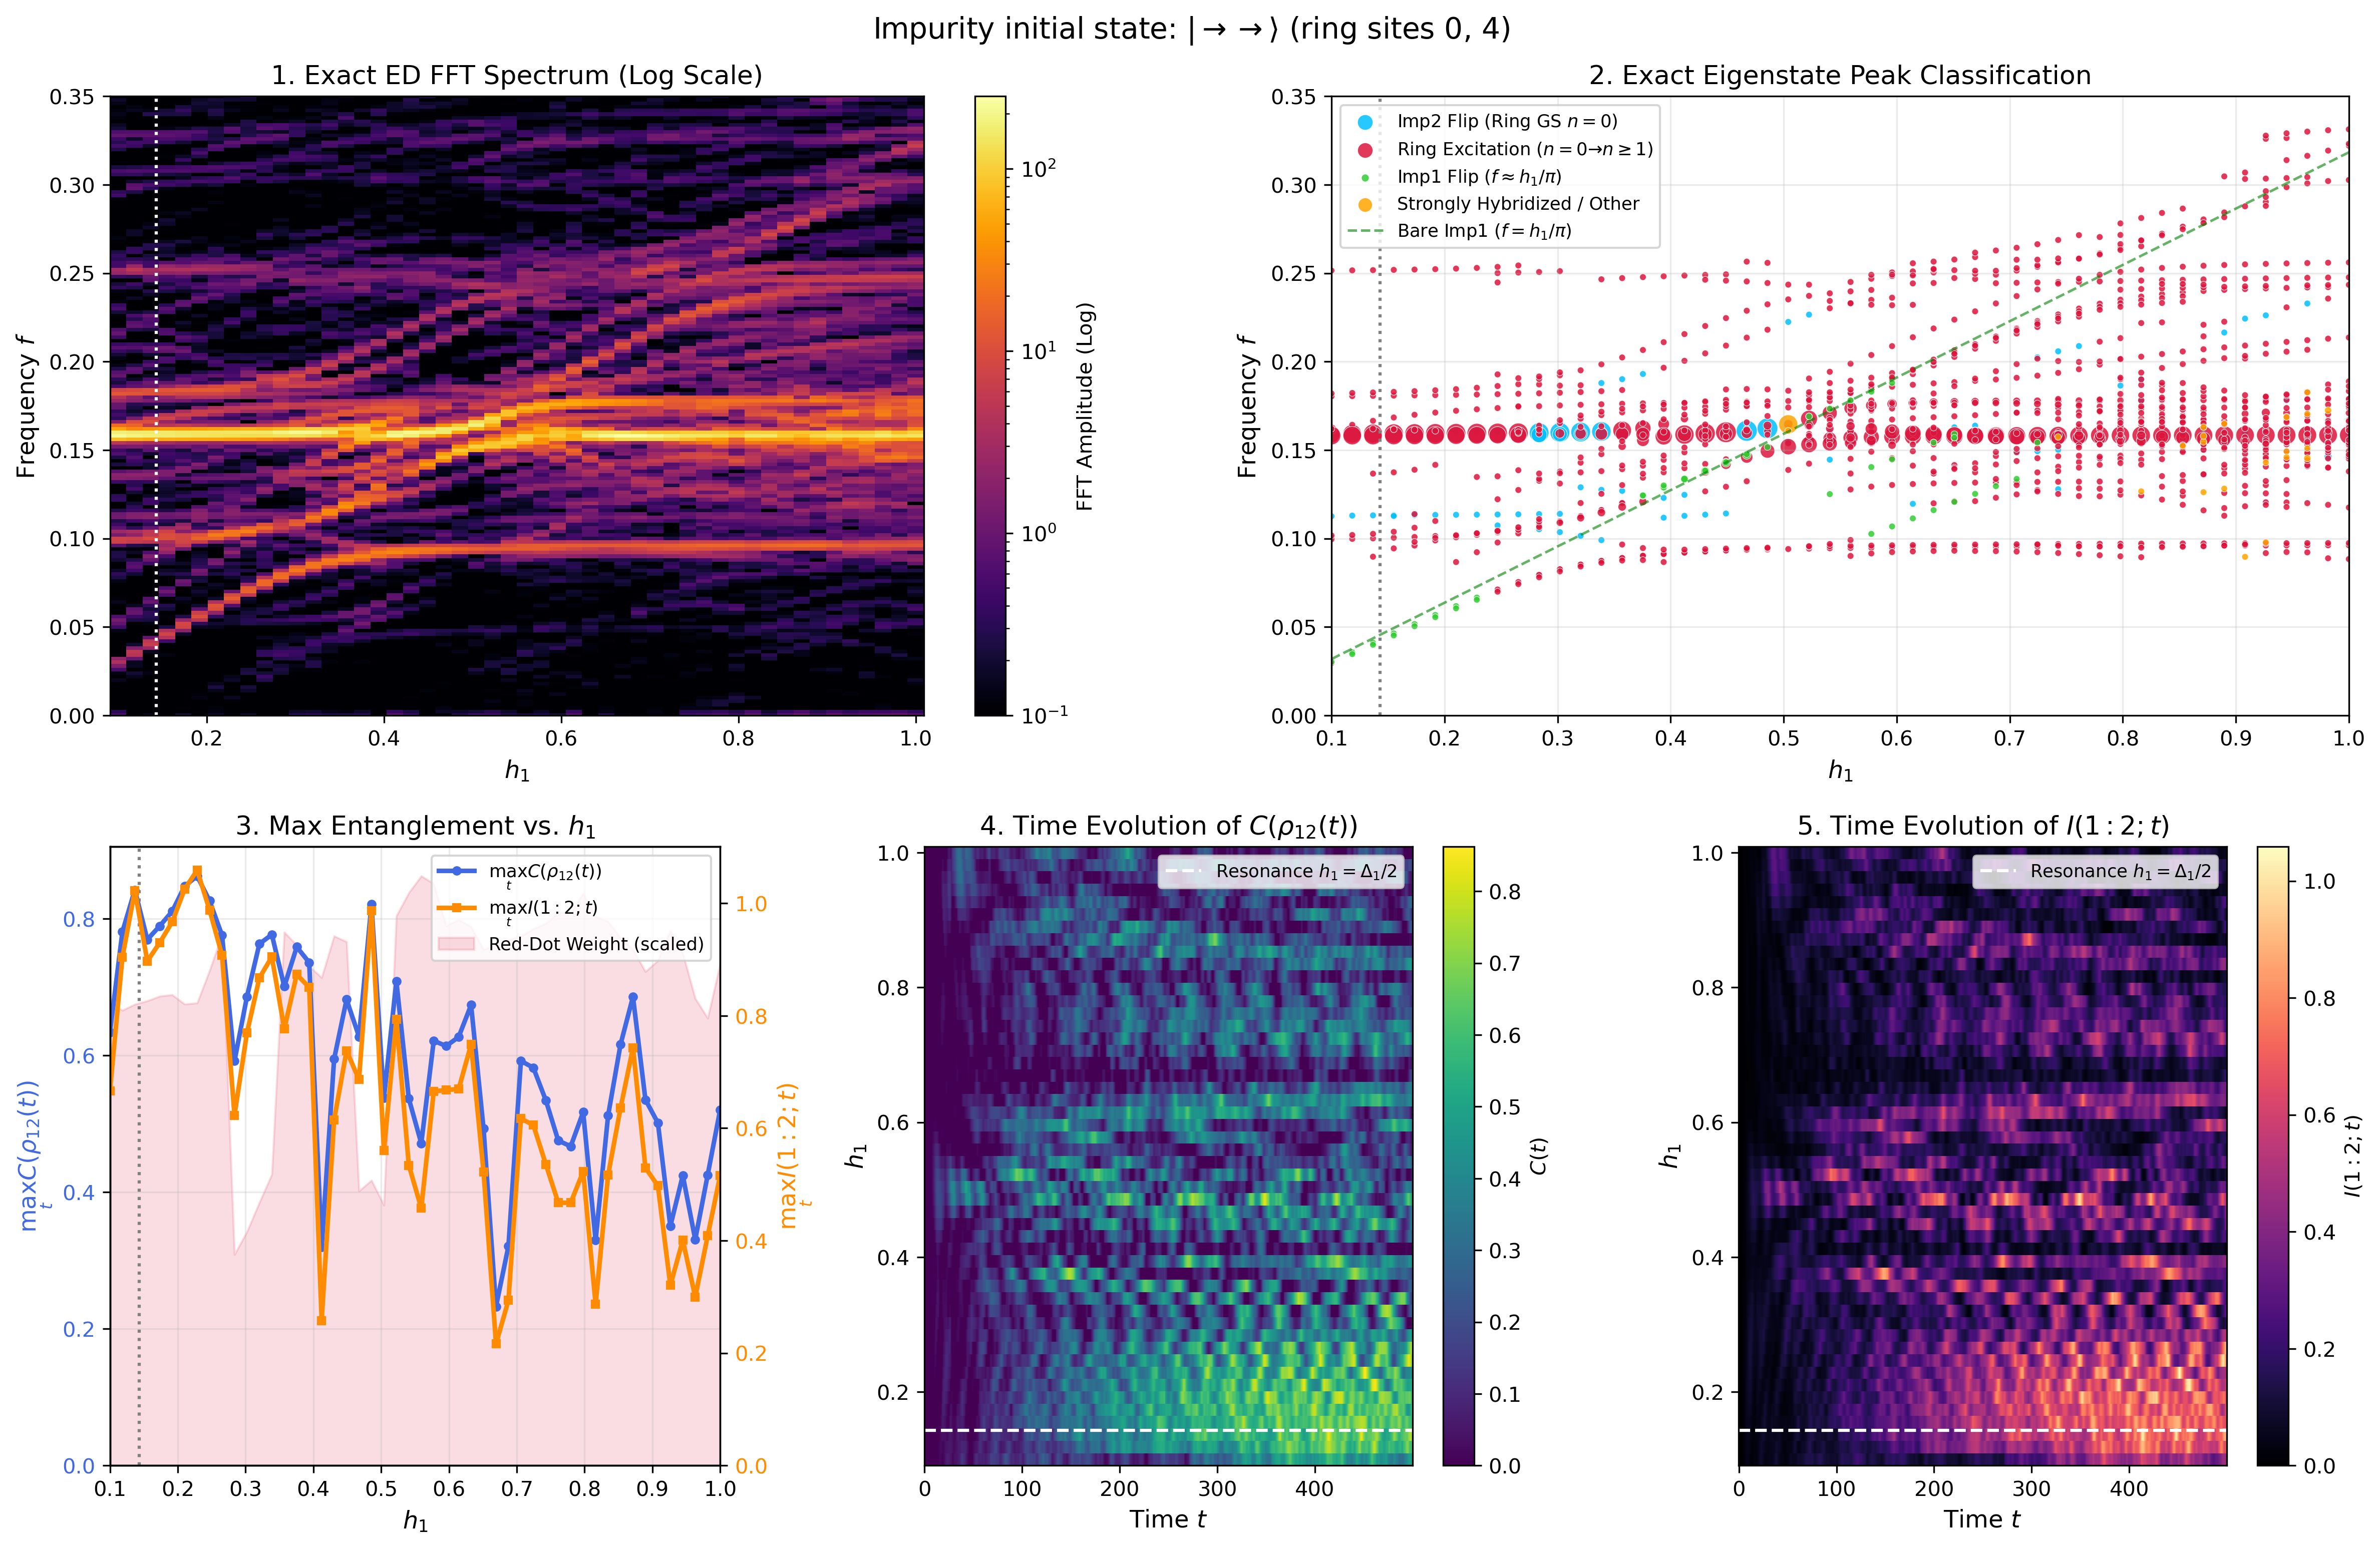 Impurity initial state: |→→⟩ (ring sites 0, 4)
1. Exact ED FFT Spectrum (Log Scale)
0.35
0.30
0.25
0.20
0.15
0.10
0.05
0.00
Frequency f
0.2 0.4 0.6 0.8 1.0
h₁
10²
10¹
10⁰
10⁻¹
FFT Amplitude (Log)
2. Exact Eigenstate Peak Classification
Imp2 Flip (Ring GS n = 0)
Ring Excitation (n = 0→n ≥ 1)
Imp1 Flip (f ≈ h₁/π)
Strongly Hybridized / Other
Bare Imp1 (f = h₁/π)
0.35
0.30
0.25
0.20
0.15
0.10
0.05
0.00
Frequency f
0.1 0.2 0.3 0.4 0.5 0.6 0.7 0.8 0.9 1.0
h₁
3. Max Entanglement vs. h₁
max C(ρ₁₂(t))
t
max I(1 : 2; t)
t
Red-Dot Weight (scaled)
0.8
0.6
0.4
0.2
0.0
max C(ρ₁₂(t))
t
1.0
0.8
0.6
0.4
0.2
0.0
max I(1 : 2; t)
t
0.1 0.2 0.3 0.4 0.5 0.6 0.7 0.8 0.9 1.0
h₁
4. Time Evolution of C(ρ₁₂(t))
Resonance h₁ = Δ₁/2
1.0
0.8
0.6
0.4
0.2
h₁
0 100 200 300 400
Time t
0.8
0.7
0.6
0.5
0.4
0.3
0.2
0.1
0.0
C(t)
5. Time Evolution of I(1 : 2; t)
Resonance h₁ = Δ₁/2
1.0
0.8
0.6
0.4
0.2
h₁
0 100 200 300 400
Time t
1.0
0.8
0.6
0.4
0.2
0.0
I(1 : 2; t)